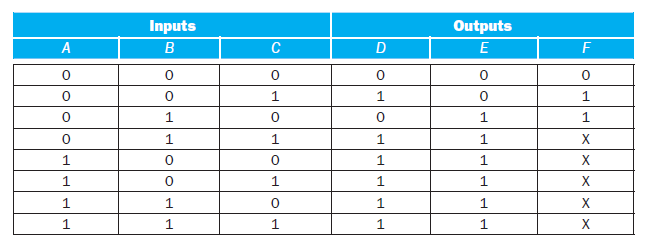 Inputs Outputs
A B C D E F
0 0 0 0 0 0
0 0 1 1 0 1
0 1 0 0 1 1
0 1 1 1 1 X
1 0 0 1 1 X
1 0 1 1 1 X
1 1 0 1 1 X
1 1 1 1 1 X